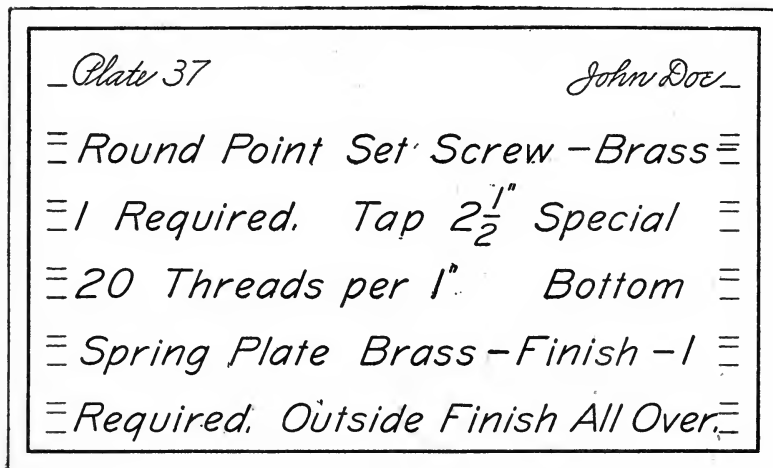 Plate 37 John Doe
Round Point Set Screw – Brass
1 Required. Tap 2 1/2" Special
20 Threads per 1" Bottom
Spring Plate Brass – Finish – 1
Required. Outside Finish All Over.